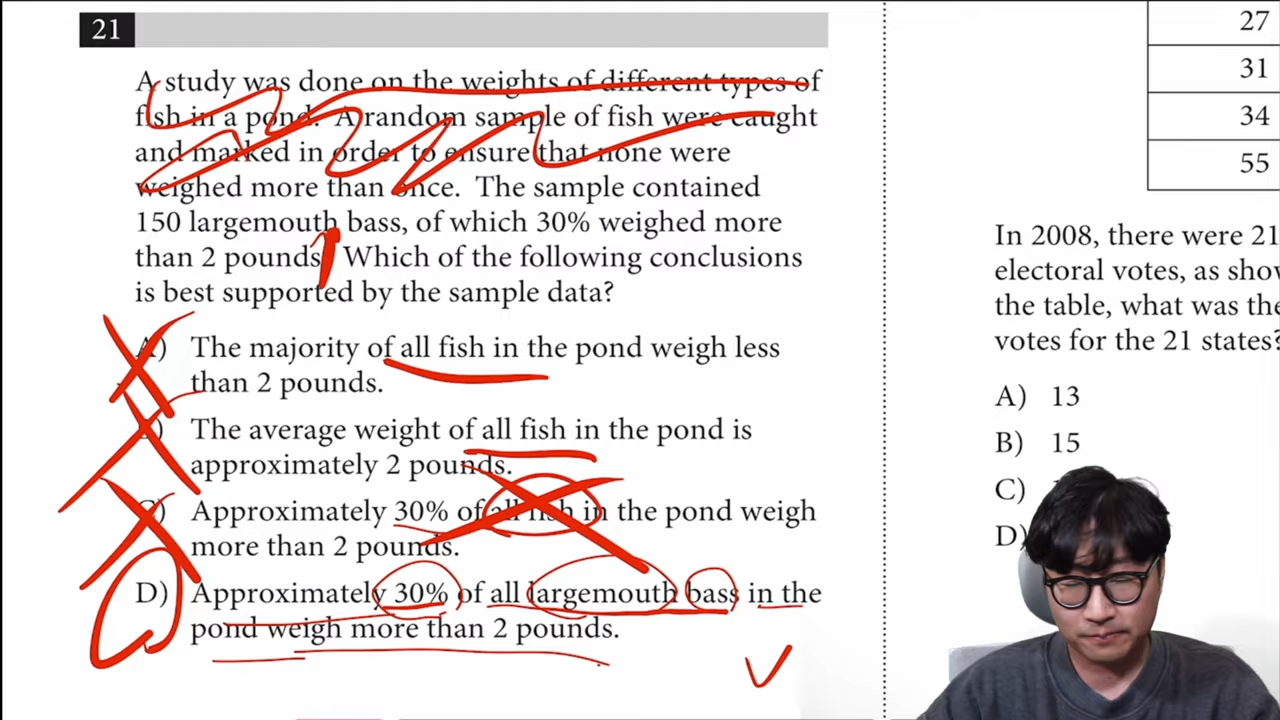 21
A study was done on the weights of different types of
fish in a pond. A random sample of fish were caught
and marked in order to ensure that none were
weighed more than once. The sample contained
150 largemouth bass, of which 30% weighed more
than 2 pounds. Which of the following conclusions
is best supported by the sample data?
A) The majority of all fish in the pond weigh less
than 2 pounds.
The average weight of all fish in the pond is
approximately 2 pounds.
C) Approximately 30% of all fish in the pond weigh
more than 2 pounds.
D) Approximately 30% of all largemouth bass in the
pond weigh more than 2 pounds.
27
31
34
55
In 2008, there were 21
electoral votes, as
the table, what was the
votes for the 21 states?
A) 13
B) 15
C)
D)